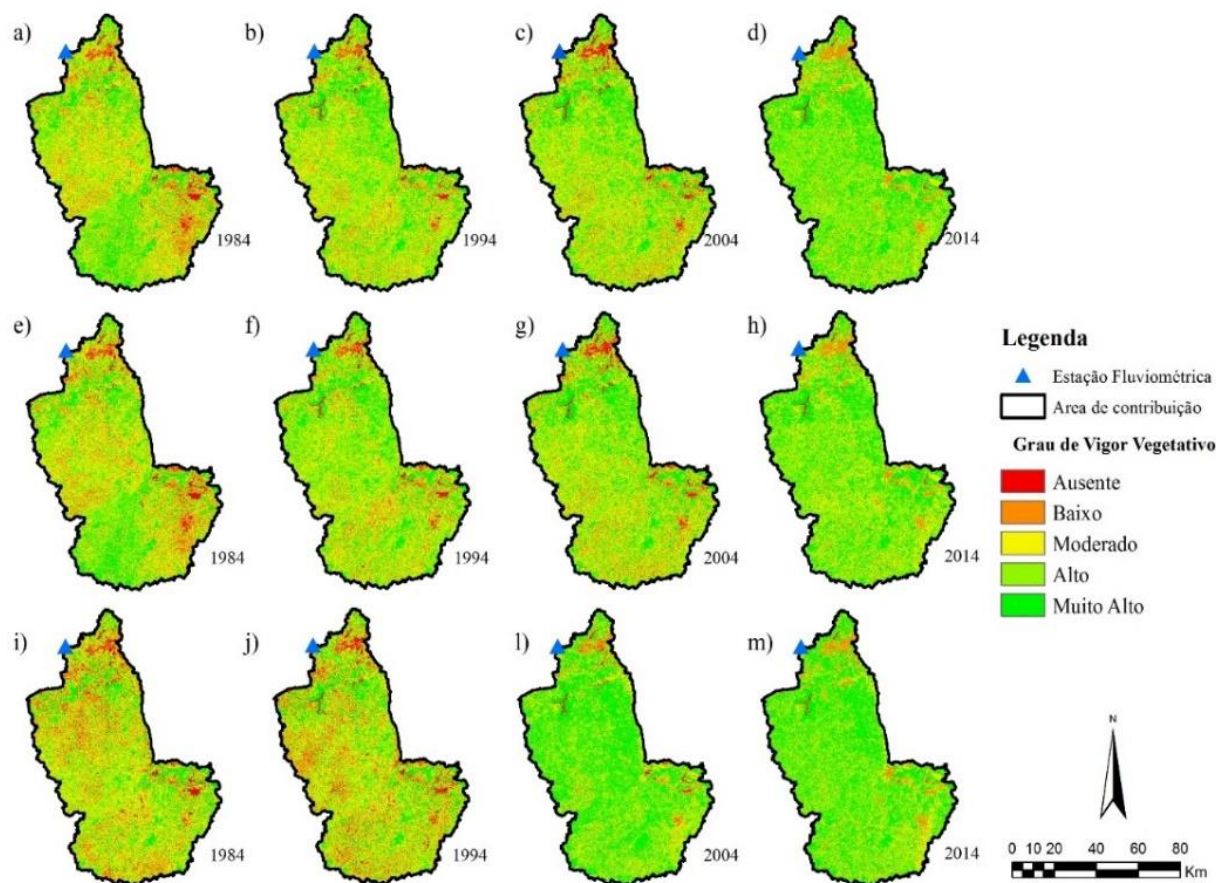 a) b) c) d)
1984 1994 2004 2014
e) f) g) h)
1984 1994 2004 2014
i) j) l) m)
1984 1994 2004 2014
Legenda
Estação Fluviométrica
Area de contribuição
Grau de Vigor Vegetativo
Ausente
Baixo
Moderado
Alto
Muito Alto
N
0 10 20 40 60 80
Km